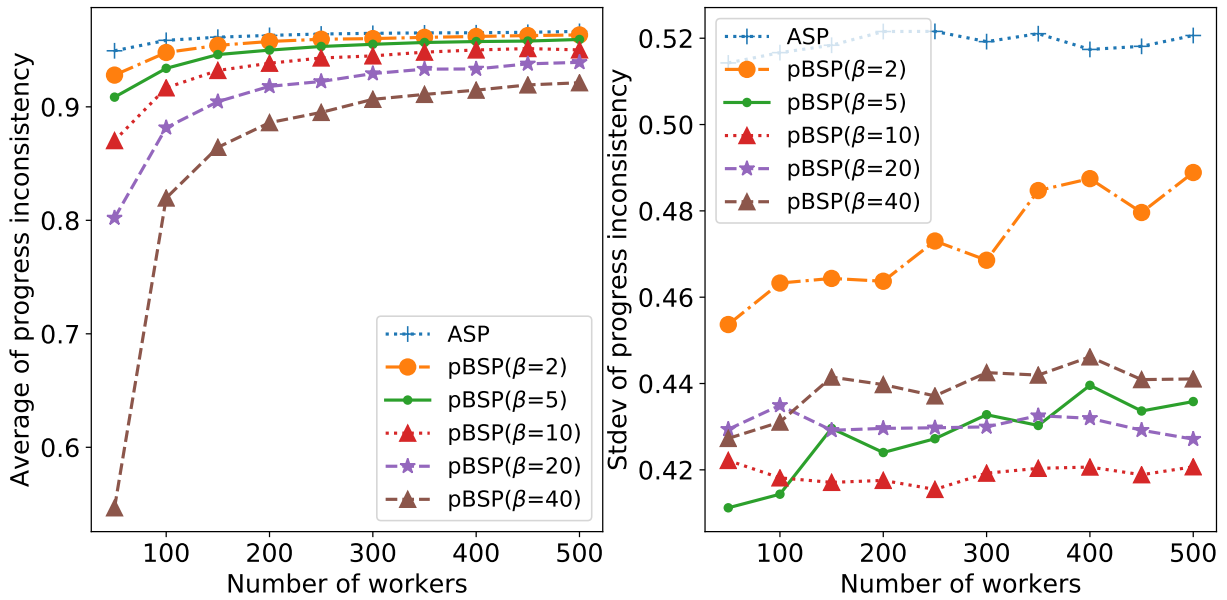 Average of progress inconsistency
0.9
0.8
0.7
0.6
ASP
pBSP(β=2)
pBSP(β=5)
pBSP(β=10)
pBSP(β=20)
pBSP(β=40)
100 200 300 400 500
Number of workers
Stdev of progress inconsistency
0.52
0.50
0.48
0.46
0.44
0.42
ASP
pBSP(β=2)
pBSP(β=5)
pBSP(β=10)
pBSP(β=20)
pBSP(β=40)
100 200 300 400 500
Number of workers